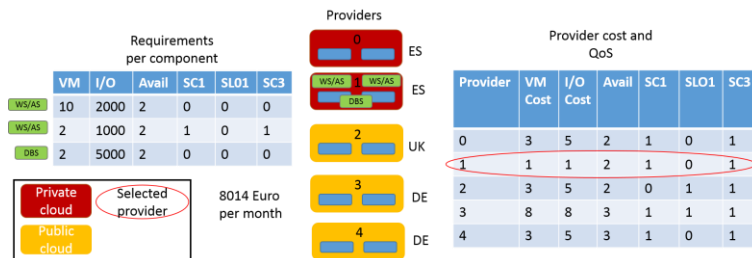 Requirements
per component
VM I/O Avail SC1 SL01 SC3
WS/AS 10 2000 2 0 0 0
WS/AS 2 1000 2 1 0 1
DBS 2 5000 2 0 0 0
Private
cloud
Selected
provider
Public
cloud
8014 Euro
per month
Providers
0 ES
WS/AS 1 WS/AS ES
DBS
2 UK
3 DE
4 DE
Provider cost and
QoS
Provider VM Cost I/O Cost Avail SC1 SLO1 SC3
0 3 5 2 1 0 1
1 1 1 2 1 0 1
2 3 5 2 0 1 1
3 8 8 3 1 1 1
4 3 5 3 1 0 1